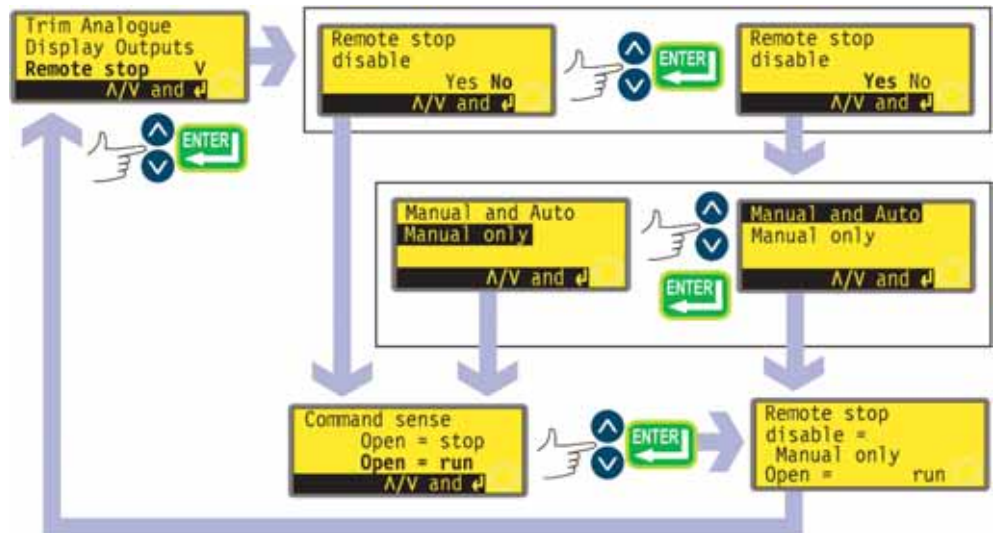 Trim Analogue
Display Outputs
Remote stop V
Λ/V and ↵
ENTER
Remote stop
disable
Yes No
Λ/V and ↵
ENTER
Remote stop
disable
Yes No
Λ/V and ↵
Manual and Auto
Manual only
Λ/V and ↵
ENTER
Manual and Auto
Manual only
Λ/V and ↵
Command sense
Open = stop
Open = run
Λ/V and ↵
ENTER
Remote stop
disable =
Manual only
Open = run